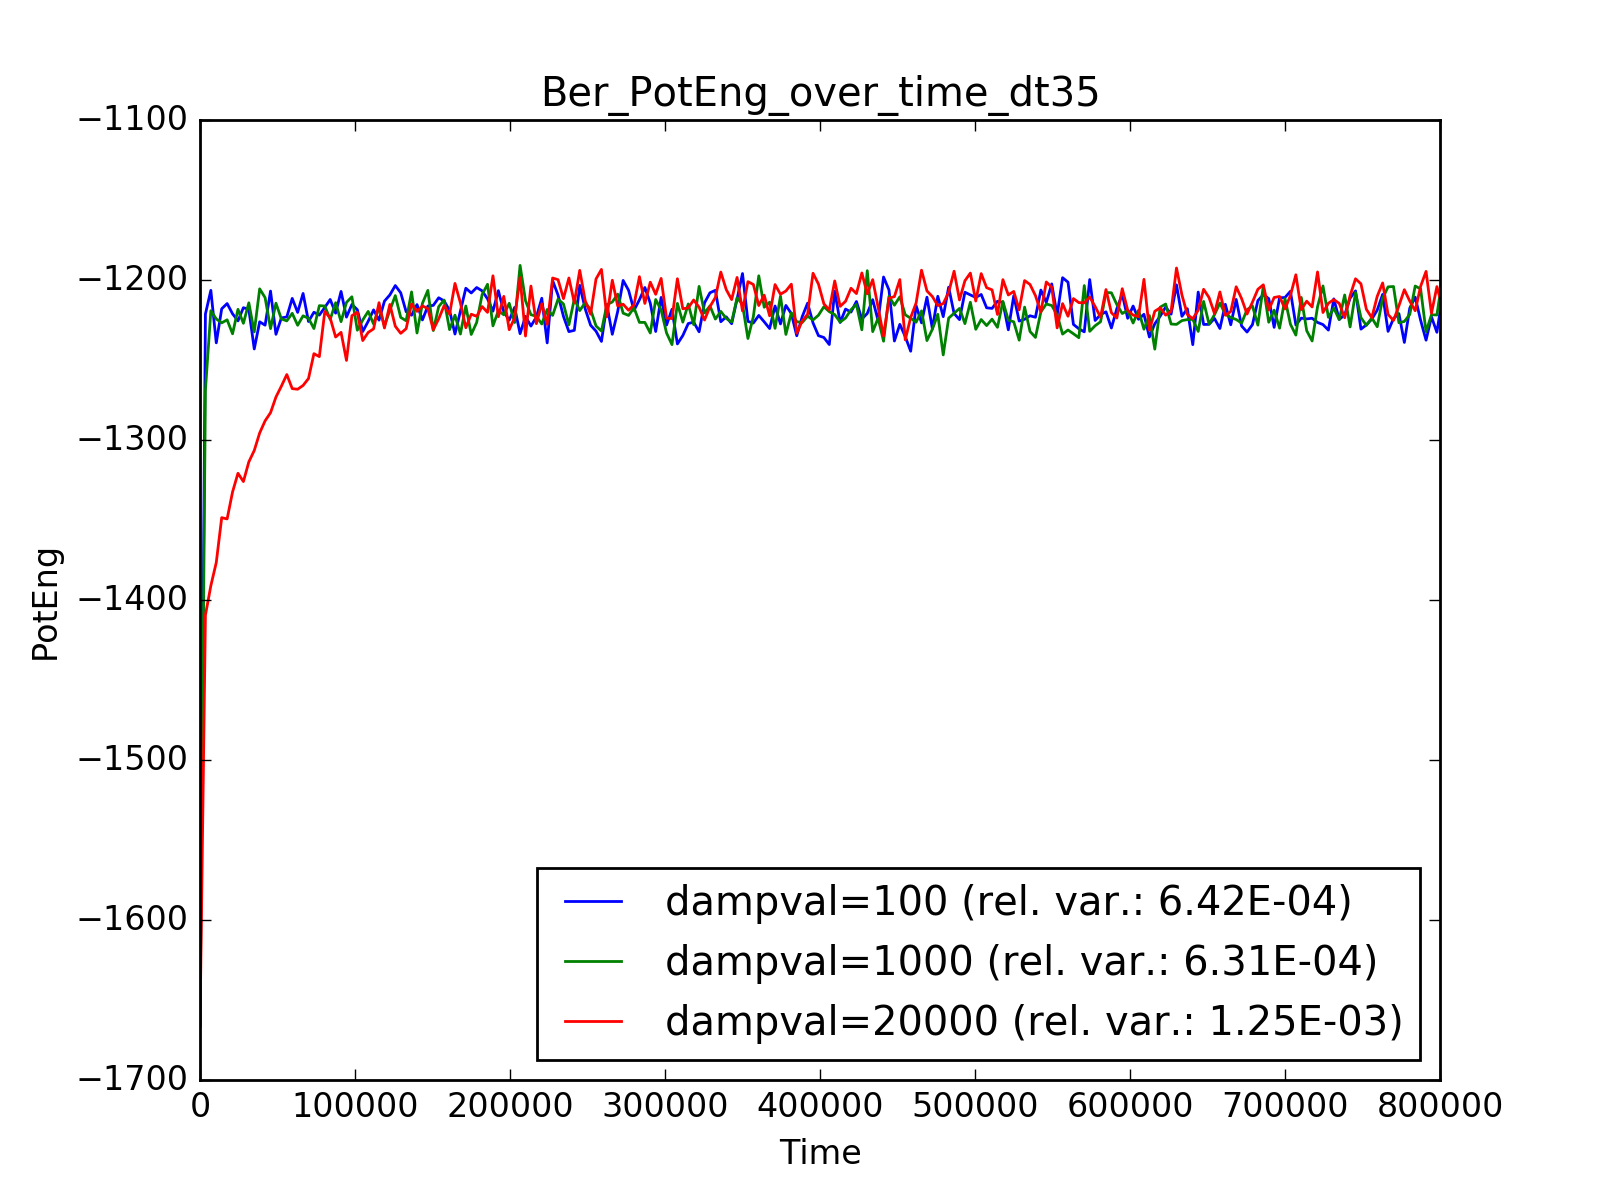 Ber_PotEng_over_time_dt35
−1100
−1200
−1300
−1400
−1500
−1600
−1700
PotEng
dampval=100 (rel. var.: 6.42E-04)
dampval=1000 (rel. var.: 6.31E-04)
dampval=20000 (rel. var.: 1.25E-03)
0 100000 200000 300000 400000 500000 600000 700000 800000
Time